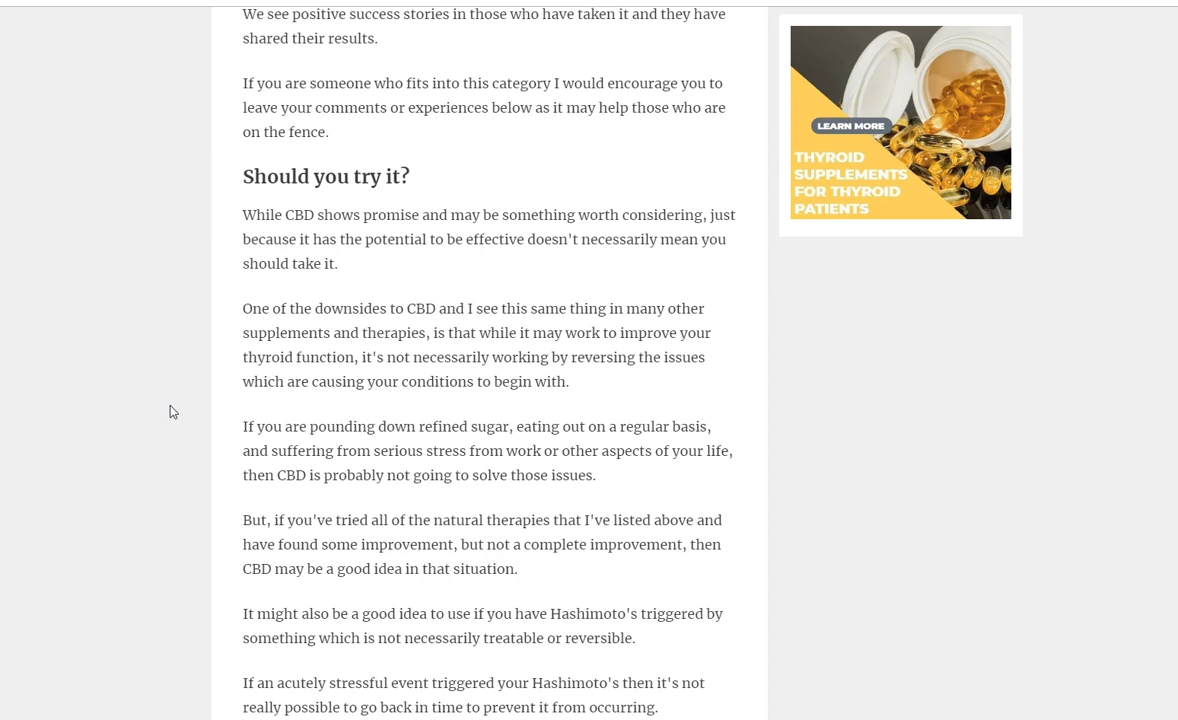 We see positive success stories in those who have taken it and they have
shared their results.
If you are someone who fits into this category I would encourage you to
leave your comments or experiences below as it may help those who are
on the fence.
Should you try it?
While CBD shows promise and may be something worth considering, just
because it has the potential to be effective doesn't necessarily mean you
should take it.
One of the downsides to CBD and I see this same thing in many other
supplements and therapies, is that while it may work to improve your
thyroid function, it's not necessarily working by reversing the issues
which are causing your conditions to begin with.
If you are pounding down refined sugar, eating out on a regular basis,
and suffering from serious stress from work or other aspects of your life,
then CBD is probably not going to solve those issues.
But, if you've tried all of the natural therapies that I've listed above and
have found some improvement, but not a complete improvement, then
CBD may be a good idea in that situation.
It might also be a good idea to use if you have Hashimoto's triggered by
something which is not necessarily treatable or reversible.
If an acutely stressful event triggered your Hashimoto's then it's not
really possible to go back in time to prevent it from occurring.
LEARN MORE
THYROID
SUPPLEMENTS
FOR THYROID
PATIENTS